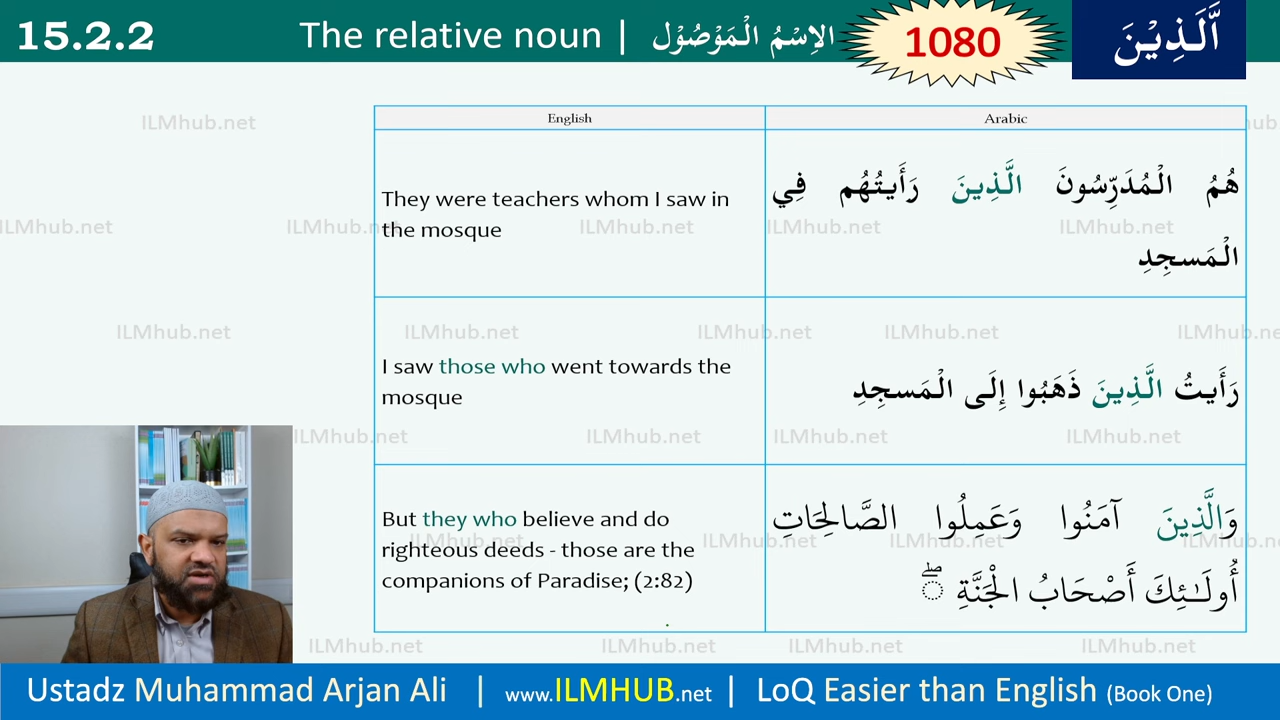 15.2.2
The relative noun | الِاسْمُ الْمَوْصُوْل
1080
اَلَّذِيْنَ
ILMhub.net
English
Arabic
They were teachers whom I saw in
the mosque
هُمُ الْمُدَرِّسُونَ الَّذِينَ رَأَيتُهُم فِي
الْمَسجِدِ
I saw those who went towards the
mosque
رَأَيتُ الَّذِينَ ذَهَبُوا إِلَى الْمَسجِدِ
But they who believe and do
righteous deeds - those are the
companions of Paradise; (2:82)
وَالَّذِينَ آمَنُوا وَعَمِلُوا الصَّالِحَاتِ
أُولَـٰئِكَ أَصْحَابُ الْجَنَّةِ ۖ
Ustadz Muhammad Arjan Ali | www.ILMHUB.net | LoQ Easier than English (Book One)